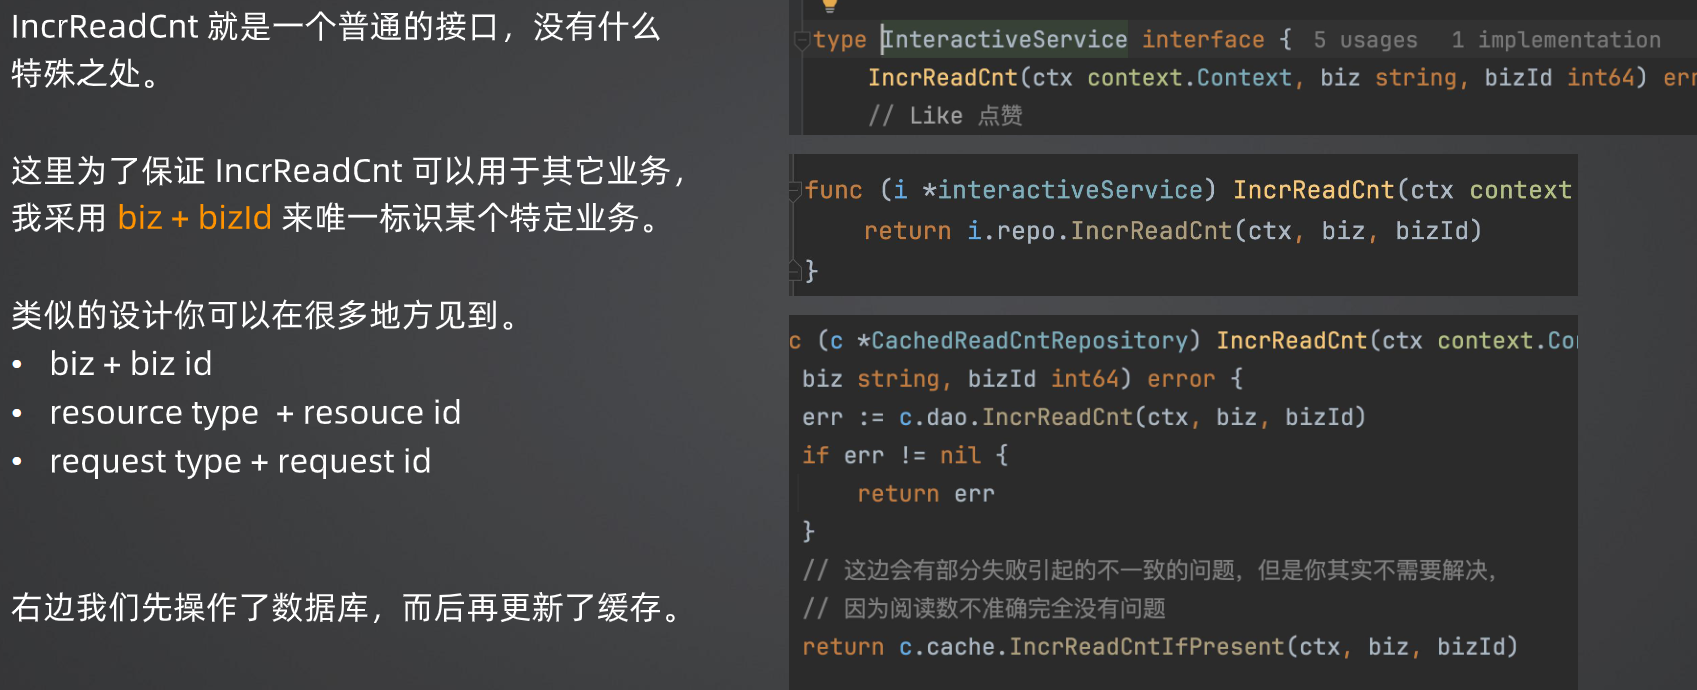 IncrReadCnt 就是一个普通的接口，没有什么
特殊之处。
这里为了保证 IncrReadCnt 可以用于其它业务，
我采用 biz + bizId 来唯一标识某个特定业务。
类似的设计你可以在很多地方见到。
• biz + biz id
• resource type + resouce id
• request type + request id
右边我们先操作了数据库，而后再更新了缓存。
type InteractiveService interface { 5 usages 1 implementation
IncrReadCnt(ctx context.Context, biz string, bizId int64) err
// Like 点赞
func (i *interactiveService) IncrReadCnt(ctx context
return i.repo.IncrReadCnt(ctx, biz, bizId)
}
c (c *CachedReadCntRepository) IncrReadCnt(ctx context.Co
biz string, bizId int64) error {
err := c.dao.IncrReadCnt(ctx, biz, bizId)
if err != nil {
return err
}
// 这边会有部分失败引起的不一致的问题，但是你其实不需要解决，
// 因为阅读数不准确完全没有问题
return c.cache.IncrReadCntIfPresent(ctx, biz, bizId)